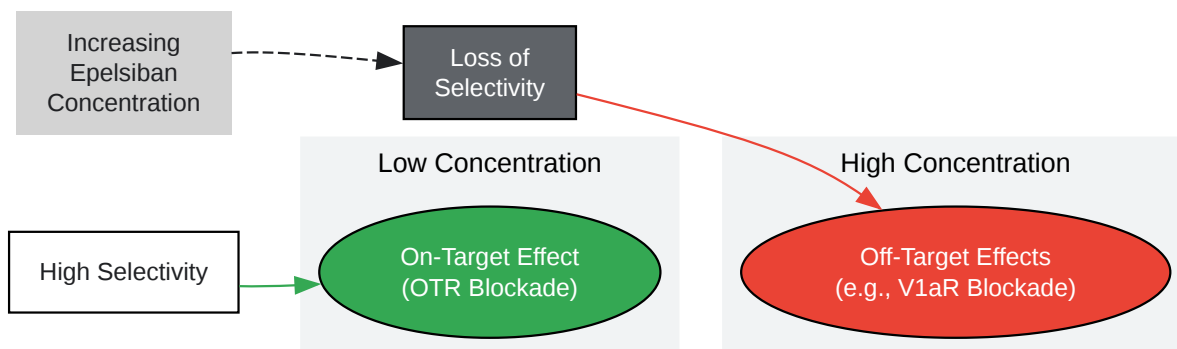 Increasing
Epelsiban
Concentration
Loss of
Selectivity
Low Concentration
High Concentration
High Selectivity
On-Target Effect
(OTR Blockade)
Off-Target Effects
(e.g., V1aR Blockade)